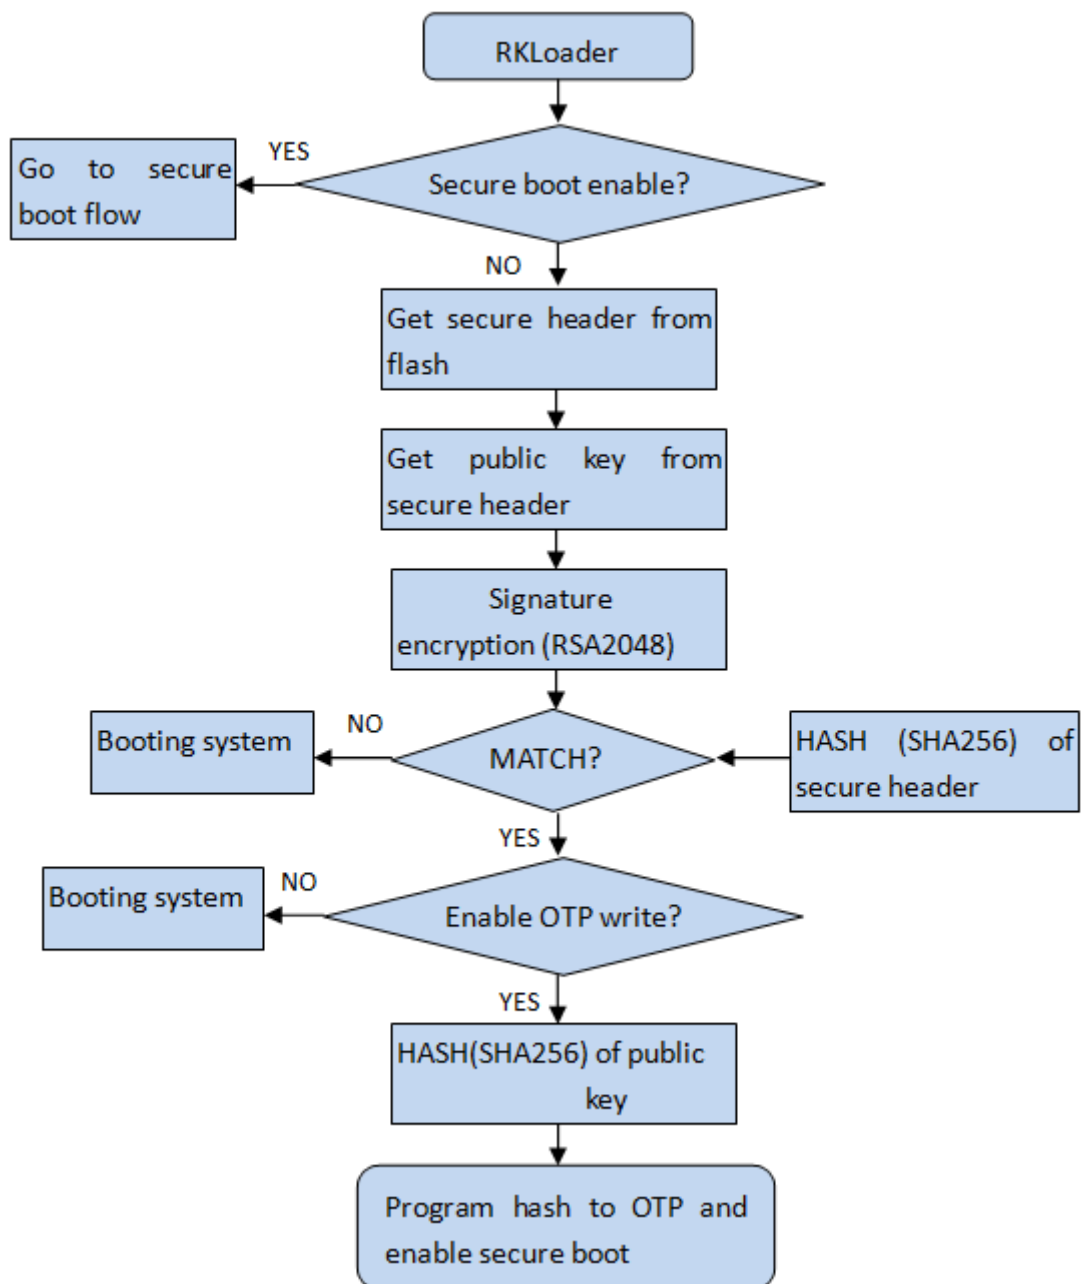 RKLoader
YES
Go to secure
boot flow
Secure boot enable?
NO
Get secure header from
flash
Get public key from
secure header
Signature
encryption (RSA2048)
NO
Booting system
MATCH?
HASH (SHA256) of
secure header
YES
Booting system
NO
Enable OTP write?
YES
HASH(SHA256) of public
key
Program hash to OTP and
enable secure boot